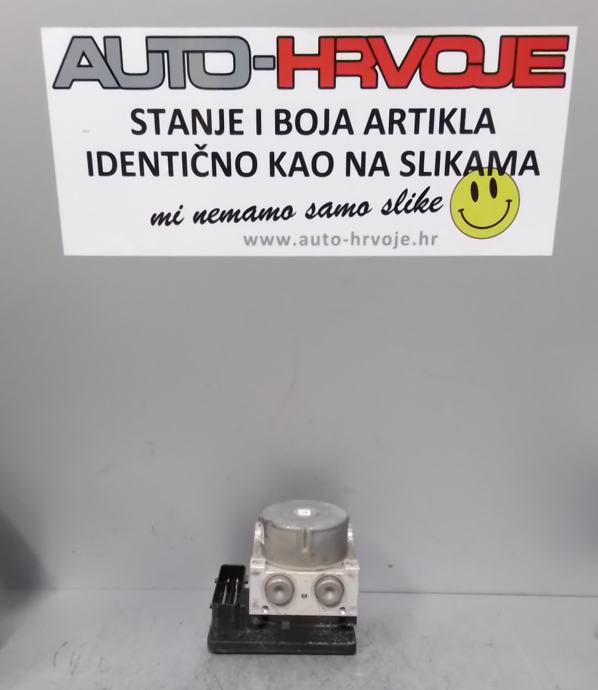 AUTO-HRVOJE
STANJE I BOJA ARTIKLA
IDENTIČNO KAO NA SLIKAMA
mi nemamo samo slike
www.auto-hrvoje.hr